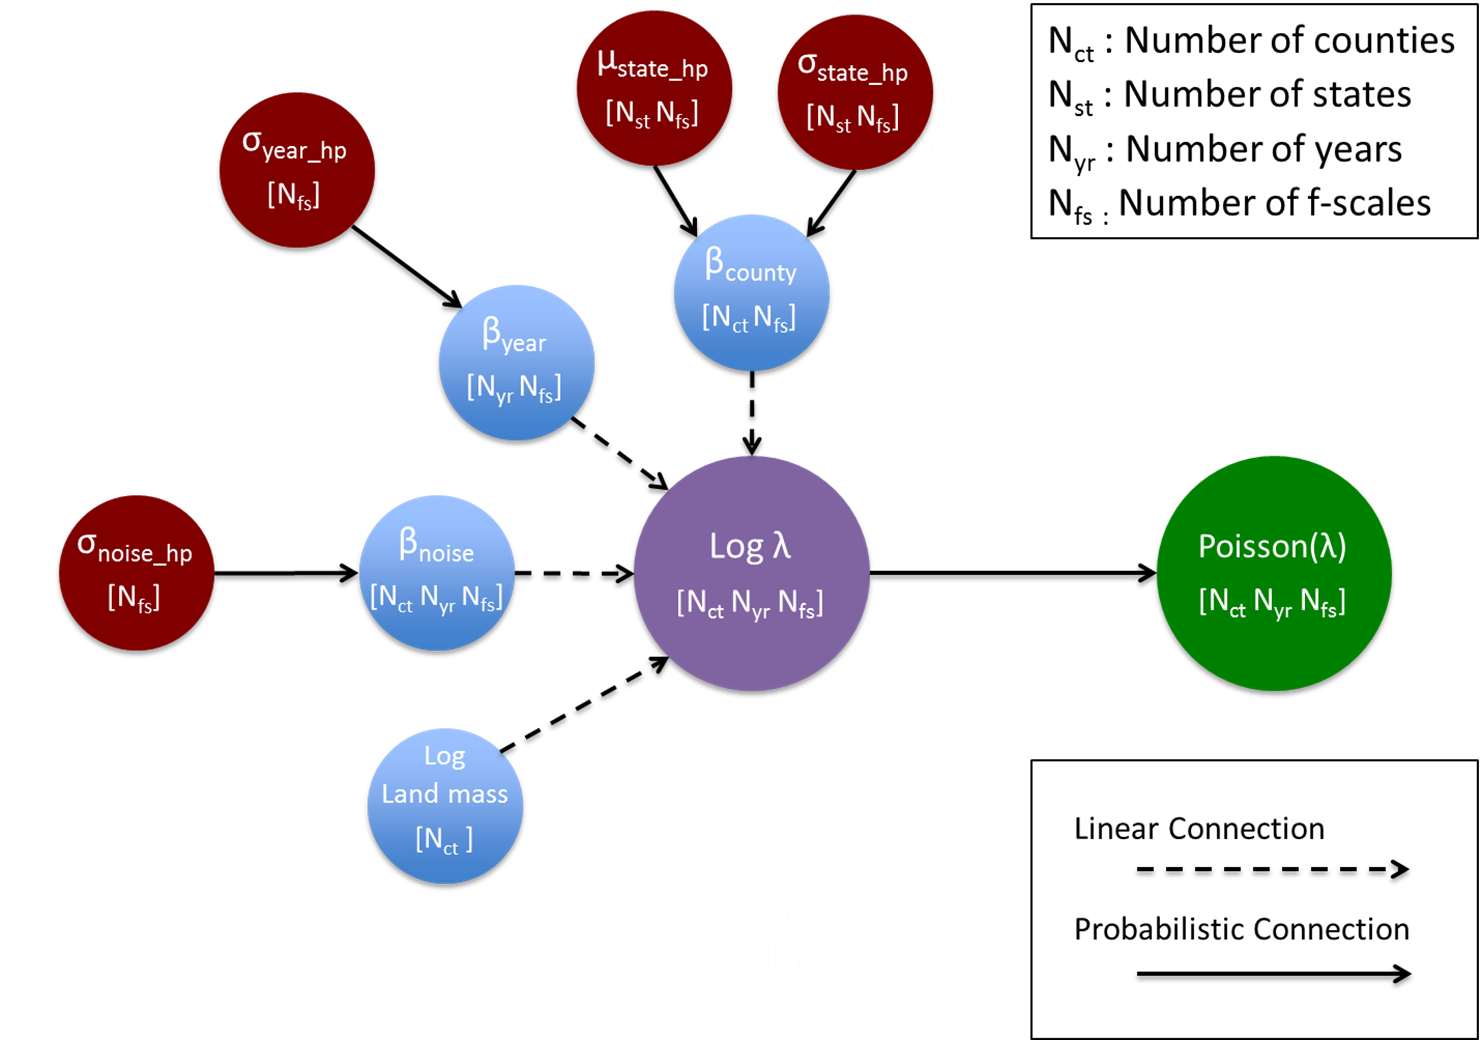 μstate_hp
[Nst Nfs]
σstate_hp
[Nst Nfs]
Nct : Number of counties
Nst : Number of states
Nyr : Number of years
Nfs : Number of f-scales
σyear_hp
[Nfs]
βcounty
[Nct Nfs]
βyear
[Nyr Nfs]
σnoise_hp
[Nfs]
βnoise
[Nct Nyr Nfs]
Log λ
[Nct Nyr Nfs]
Poisson(λ)
[Nct Nyr Nfs]
Log
Land mass
[Nct ]
Linear Connection
Probabilistic Connection